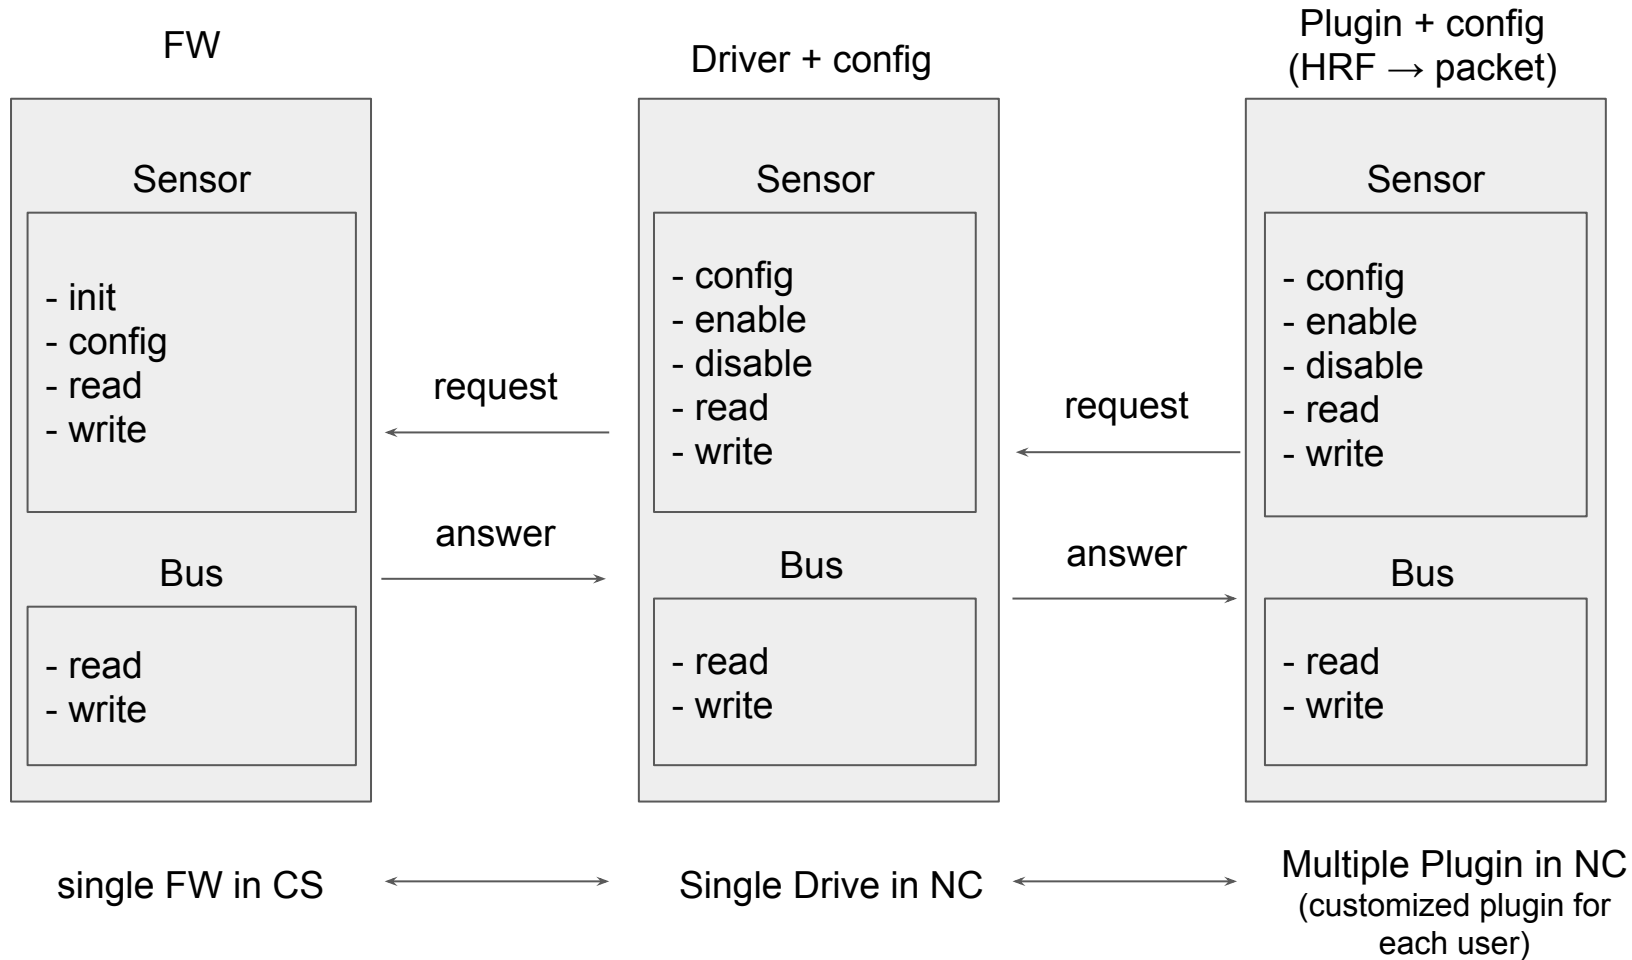 FW
Sensor
- init
- config
- read
- write
Bus
- read
- write
single FW in CS
request
answer
Driver + config
Sensor
- config
- enable
- disable
- read
- write
Bus
- read
- write
Single Drive in NC
request
answer
Plugin + config
(HRF → packet)
Sensor
- config
- enable
- disable
- read
- write
Bus
- read
- write
Multiple Plugin in NC
(customized plugin for
each user)